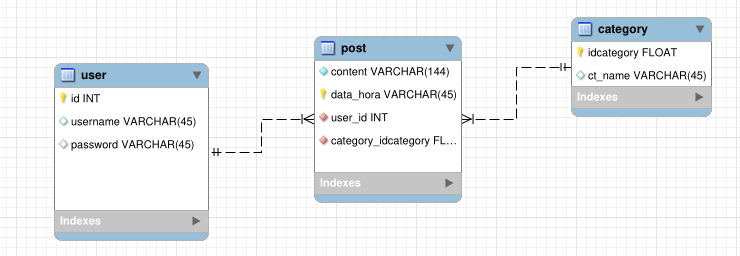 user
id INT
username VARCHAR(45)
password VARCHAR(45)
Indexes
post
content VARCHAR(144)
data_hora VARCHAR(45)
user_id INT
category_idcategory FL...
Indexes
category
idcategory FLOAT
ct_name VARCHAR(45)
Indexes